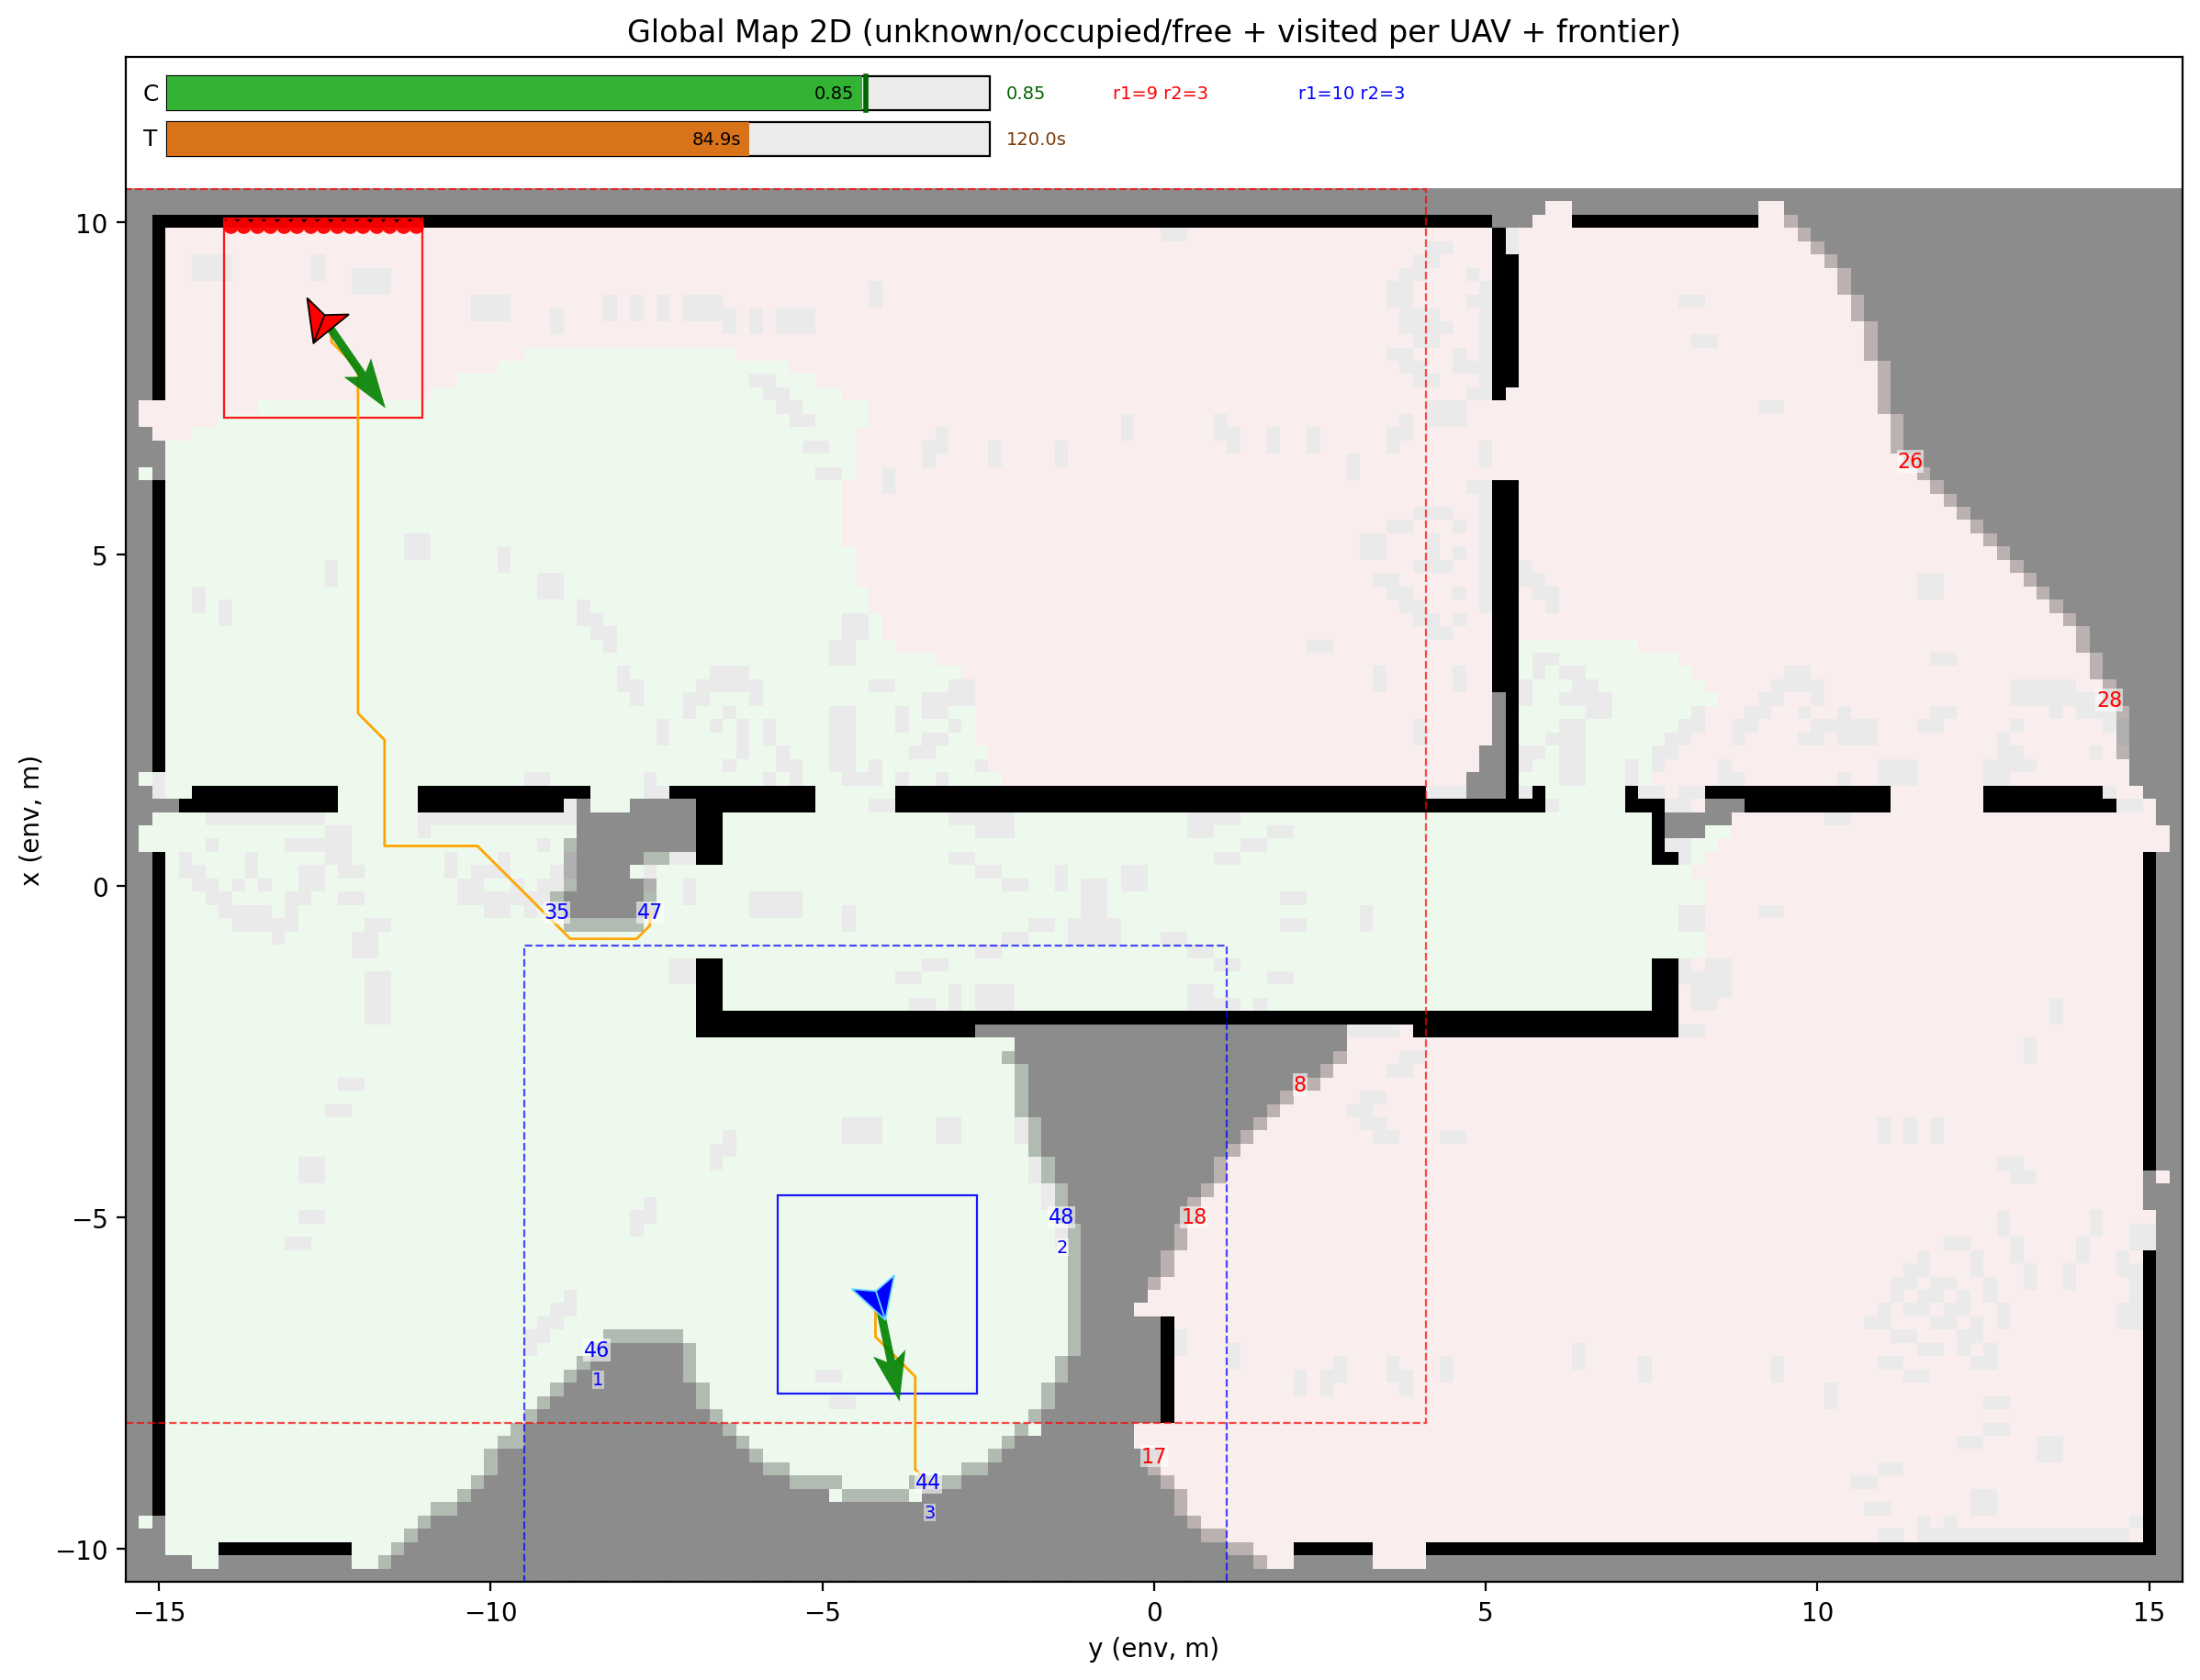 Global Map 2D (unknown/occupied/free + visited per UAV + frontier)
C 0.85 0.85 r1=9 r2=3 r1=10 r2=3
T 84.9s 120.0s
10
5
0
−5
−10
x (env, m)
26
28
35 47
8
48 18
2
46
1
17
44
3
−15 −10 −5 0 5 10 15
y (env, m)